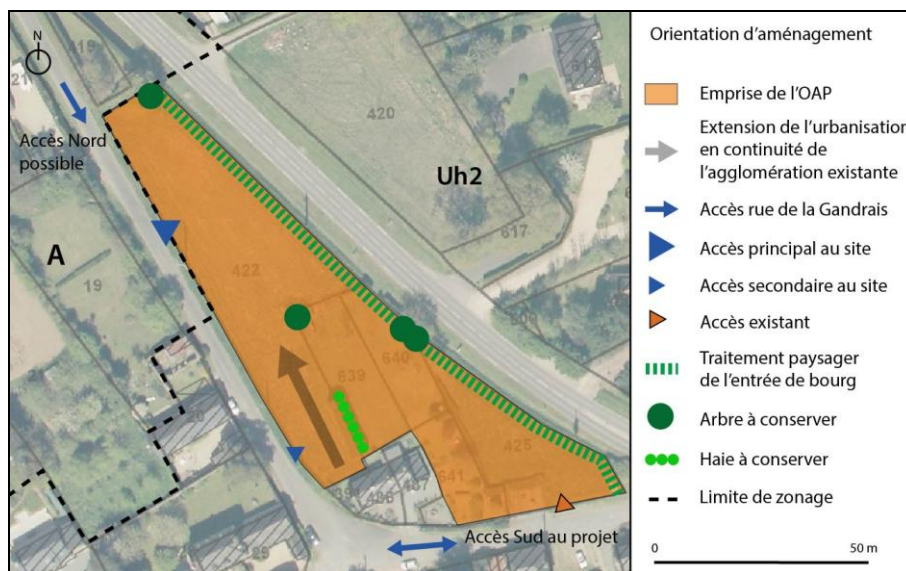 N
419
Accès Nord
possible
420
Uh2
617
A
19
422
640
639
425
641
487
486
Accès Sud au projet
Orientation d'aménagement
Emprise de l'OAP
Extension de l'urbanisation
en continuité de
l'agglomération existante
Accès rue de la Gandrais
Accès principal au site
Accès secondaire au site
Accès existant
Traitement paysager
de l'entrée de bourg
Arbre à conserver
Haie à conserver
Limite de zonage
0 50 m